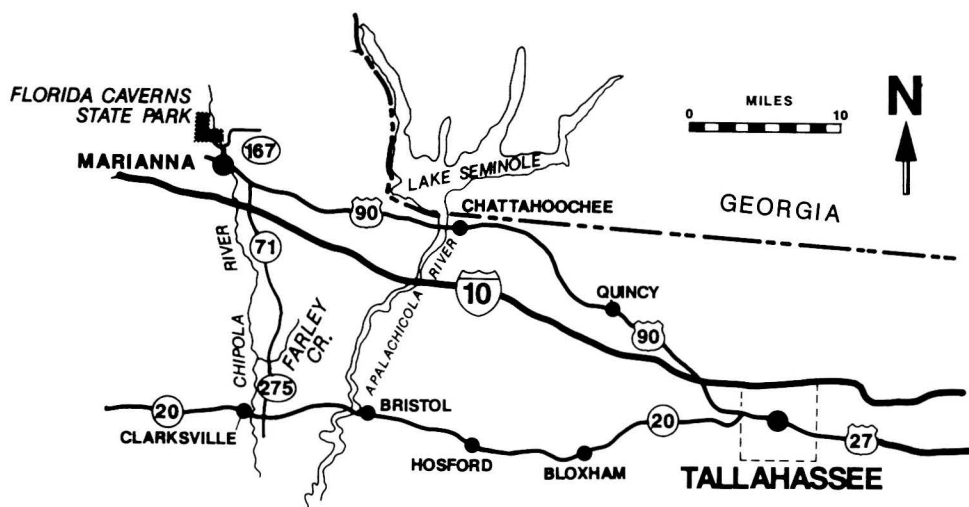 FLORIDA CAVERNS
STATE PARK
MARIANNA
167
MILES
0
10
N
LAKE SEMINOLE
90
CHATTAHOOCHEE
GEORGIA
71
RIVER
CHIPOLA
FARLEY
CR.
275
APALACHICOLA RIVER
10
QUINCY
90
20
CLARKSVILLE
BRISTOL
HOSFORD
BLOXHAM
20
27
TALLAHASSEE